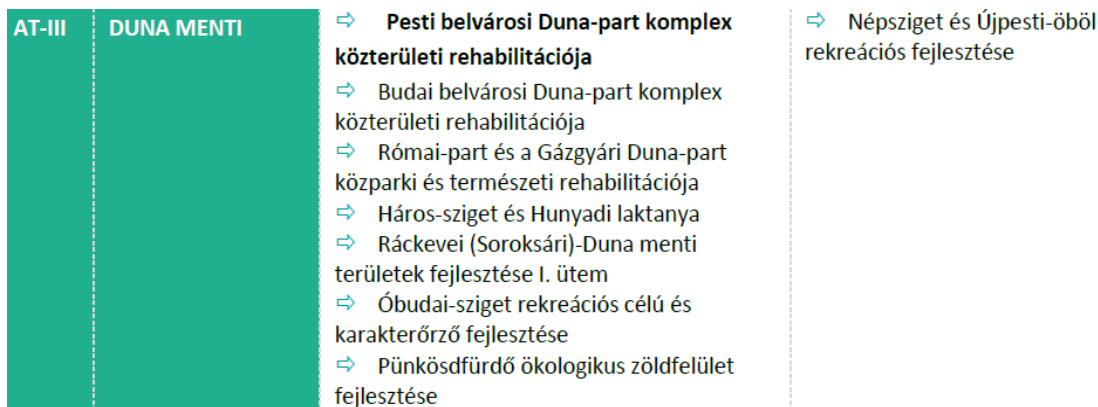 AT-III
DUNA MENTI
⇨ Pesti belvárosi Duna-part komplex
közterületi rehabilitációja
⇨ Budai belvárosi Duna-part komplex
közterületi rehabilitációja
⇨ Római-part és a Gázgyári Duna-part
közparki és természeti rehabilitációja
⇨ Háros-sziget és Hunyadi laktanya
⇨ Ráckevei (Soroksári)-Duna menti
területek fejlesztése I. ütem
⇨ Óbudai-sziget rekreációs célú és
karakterőrző fejlesztése
⇨ Pünkösdfürdő ökologikus zöldfelület
fejlesztése
⇨ Népsziget és Újpesti-öböl
rekreációs fejlesztése